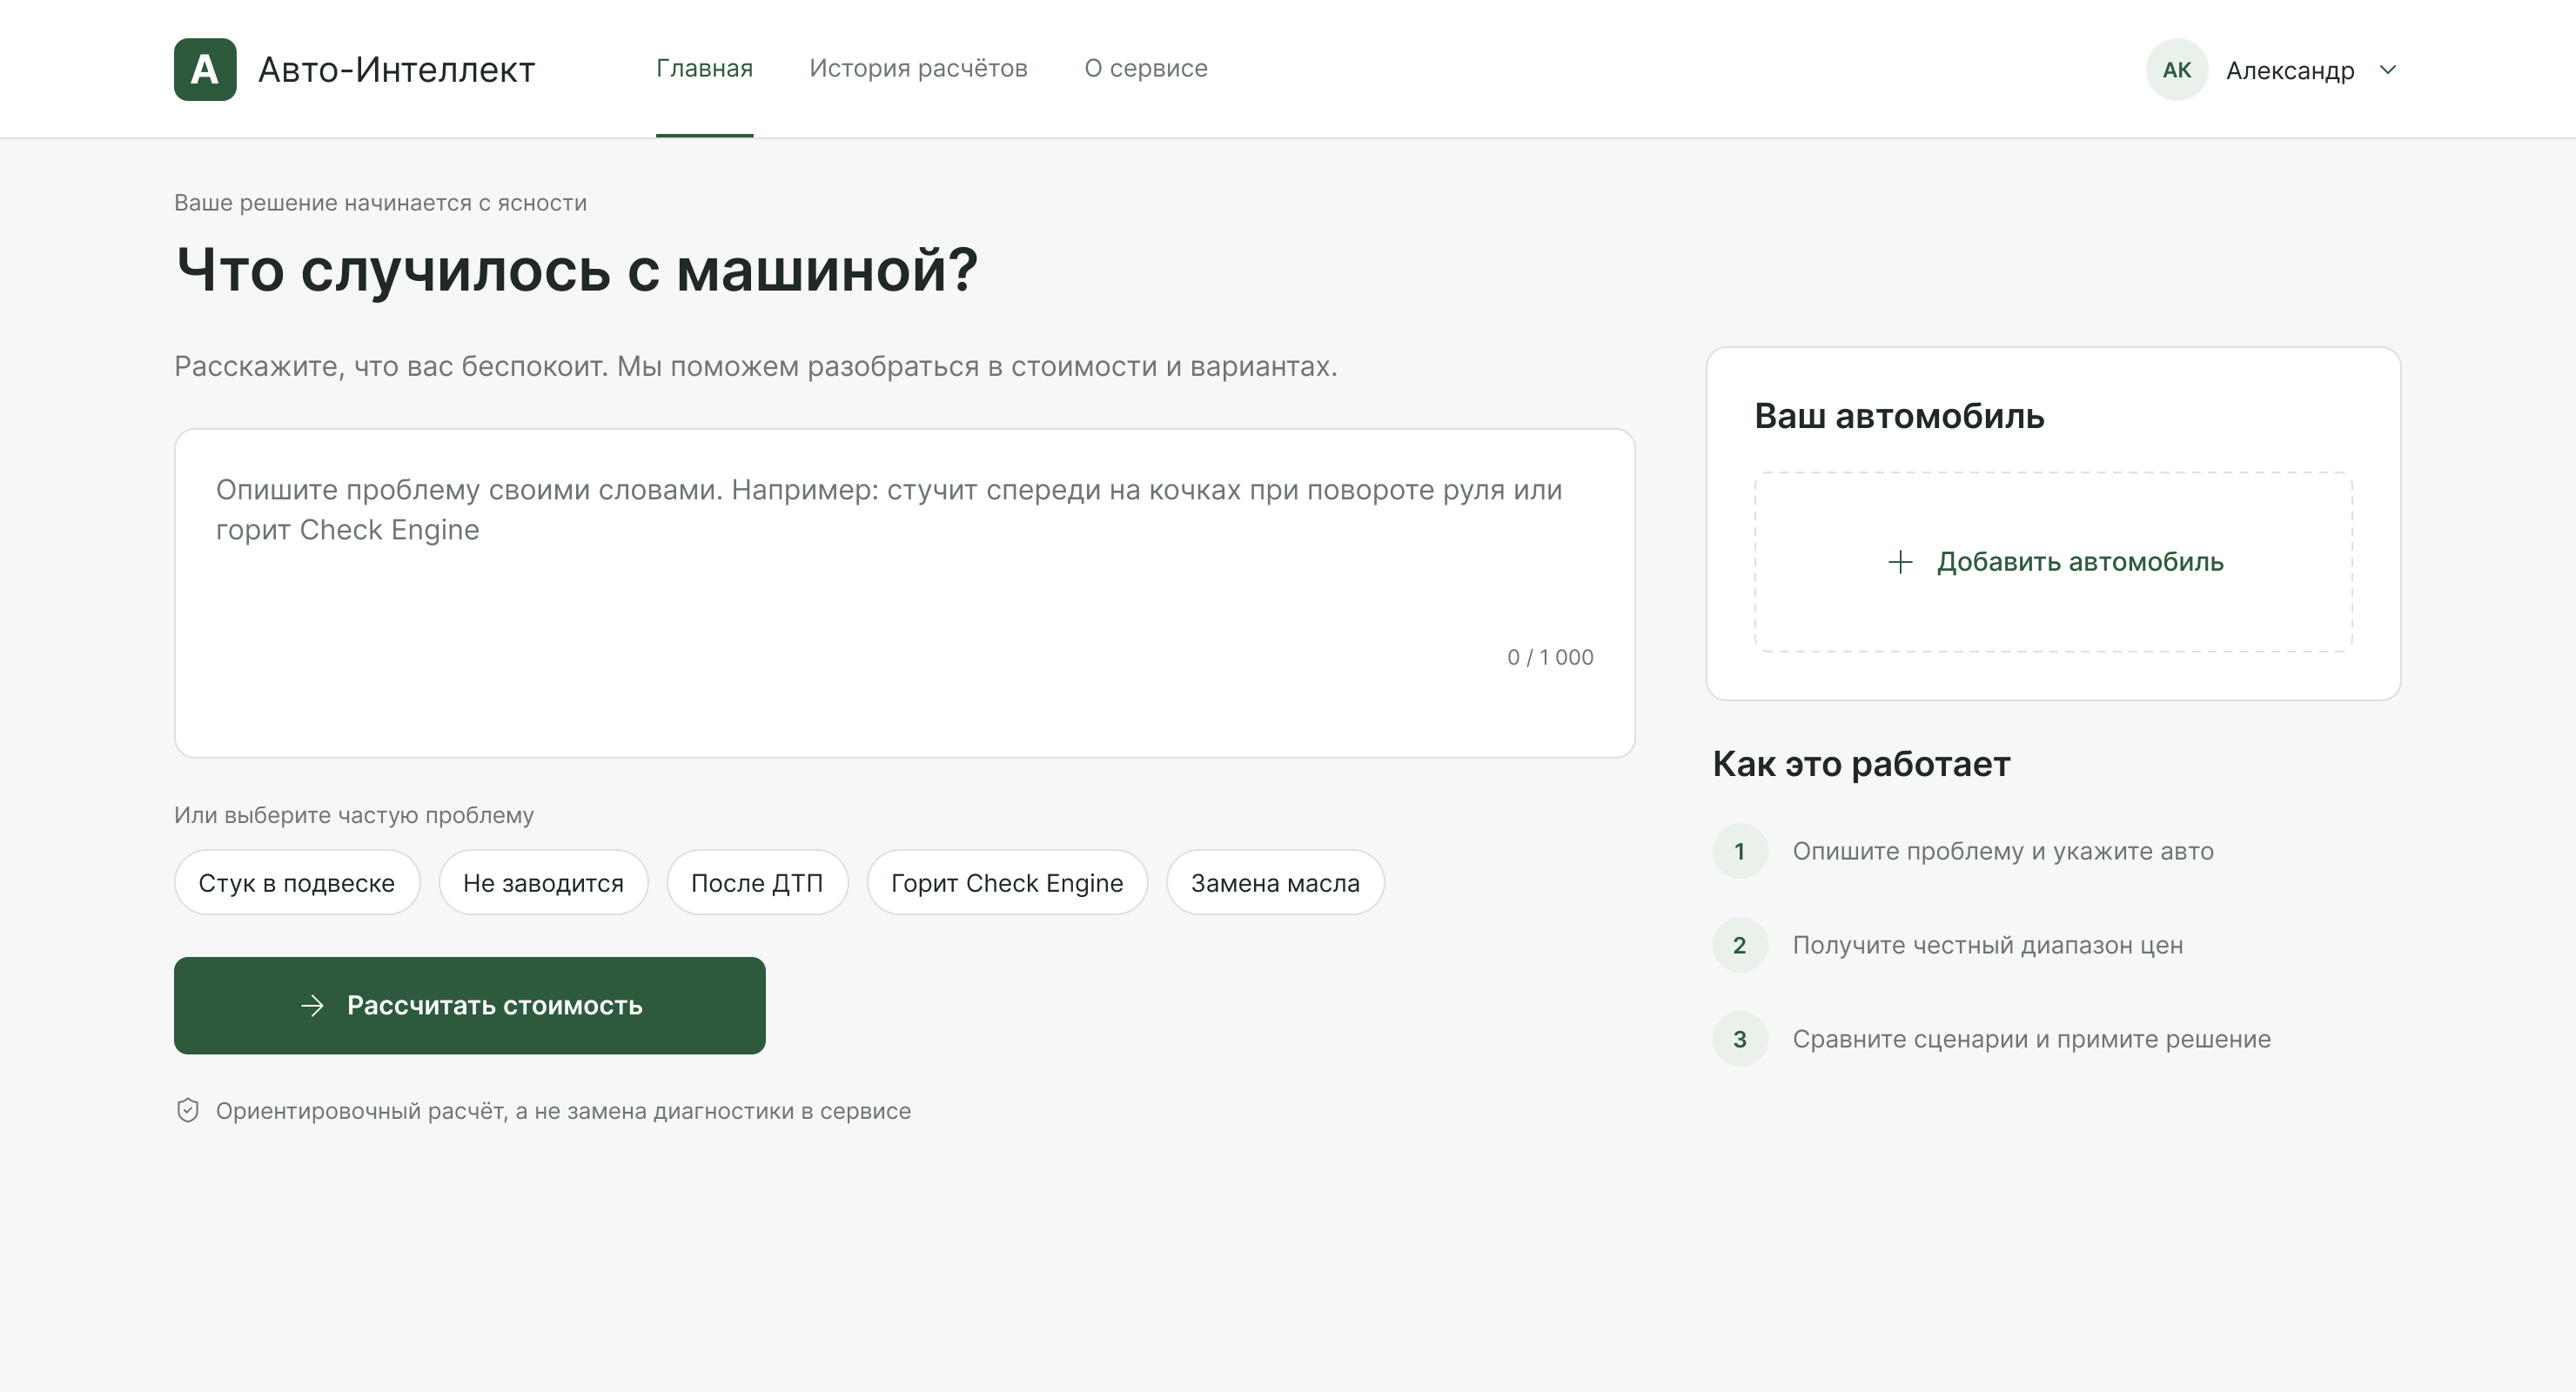 A Авто-Интеллект
Главная
История расчётов
О сервисе
АК Александр
Ваше решение начинается с ясности
Что случилось с машиной?
Расскажите, что вас беспокоит. Мы поможем разобраться в стоимости и вариантах.
Опишите проблему своими словами. Например: стучит спереди на кочках при повороте руля или
горит Check Engine
0 / 1 000
Или выберите частую проблему
Стук в подвеске
Не заводится
После ДТП
Горит Check Engine
Замена масла
Рассчитать стоимость
Ориентировочный расчёт, а не замена диагностики в сервисе
Ваш автомобиль
Добавить автомобиль
Как это работает
1 Опишите проблему и укажите авто
2 Получите честный диапазон цен
3 Сравните сценарии и примите решение